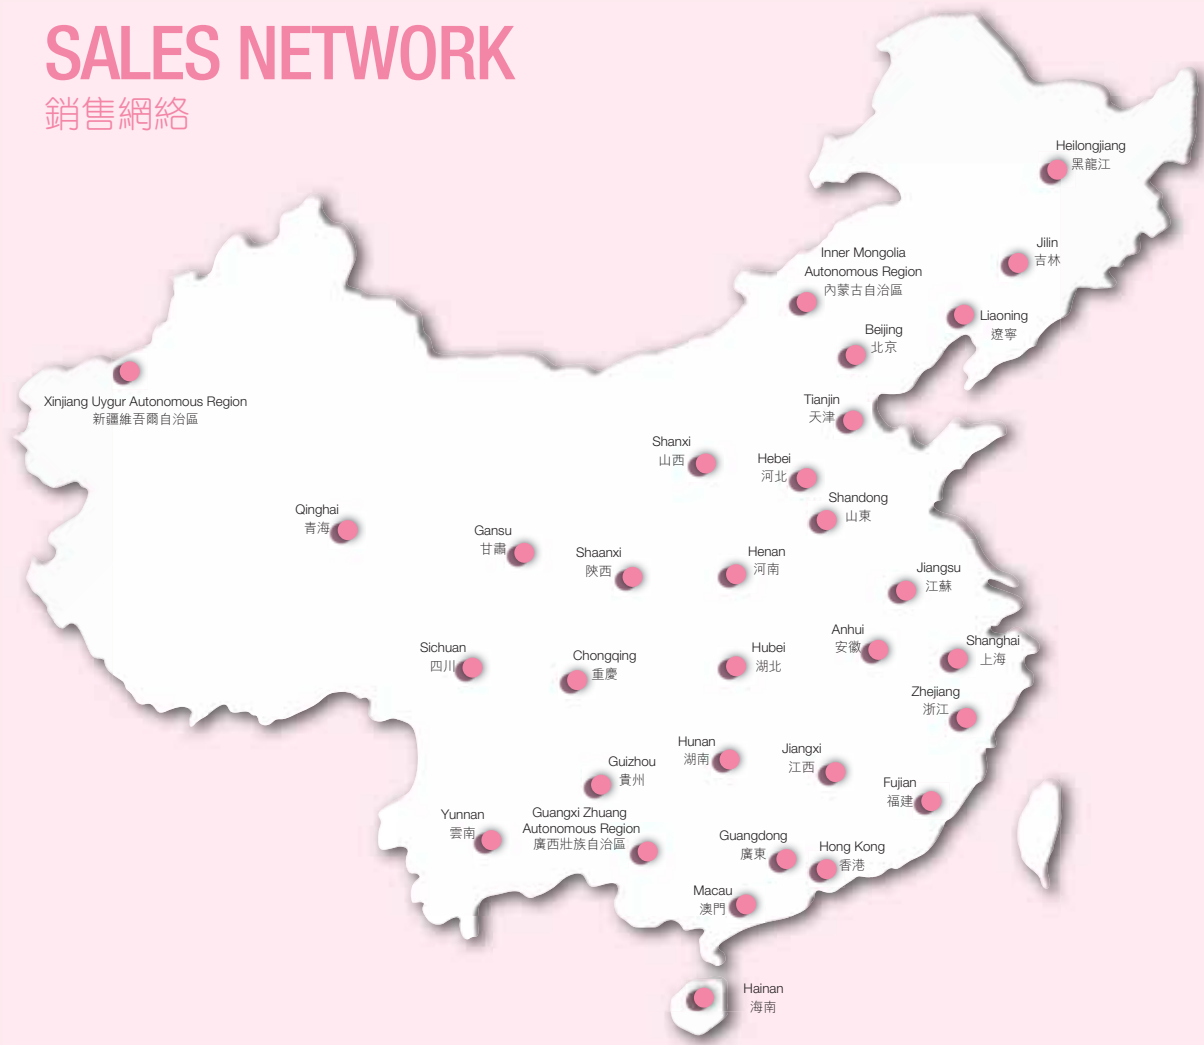 SALES NETWORK
銷售網絡
Heilongjiang
黑龍江
Jilin
吉林
Inner Mongolia
Autonomous Region
內蒙古自治區
Liaoning
遼寧
Beijing
北京
Xinjiang Uygur Autonomous Region
新疆維吾爾自治區
Tianjin
天津
Shanxi
山西
Hebei
河北
Shandong
山東
Qinghai
青海
Gansu
甘肅
Shaanxi
陝西
Henan
河南
Jiangsu
江蘇
Anhui
安徽
Shanghai
上海
Sichuan
四川
Chongqing
重慶
Hubei
湖北
Zhejiang
浙江
Hunan
湖南
Jiangxi
江西
Guizhou
貴州
Fujian
福建
Yunnan
雲南
Guangxi Zhuang
Autonomous Region
廣西壯族自治區
Guangdong
廣東
Hong Kong
香港
Macau
澳門
Hainan
海南